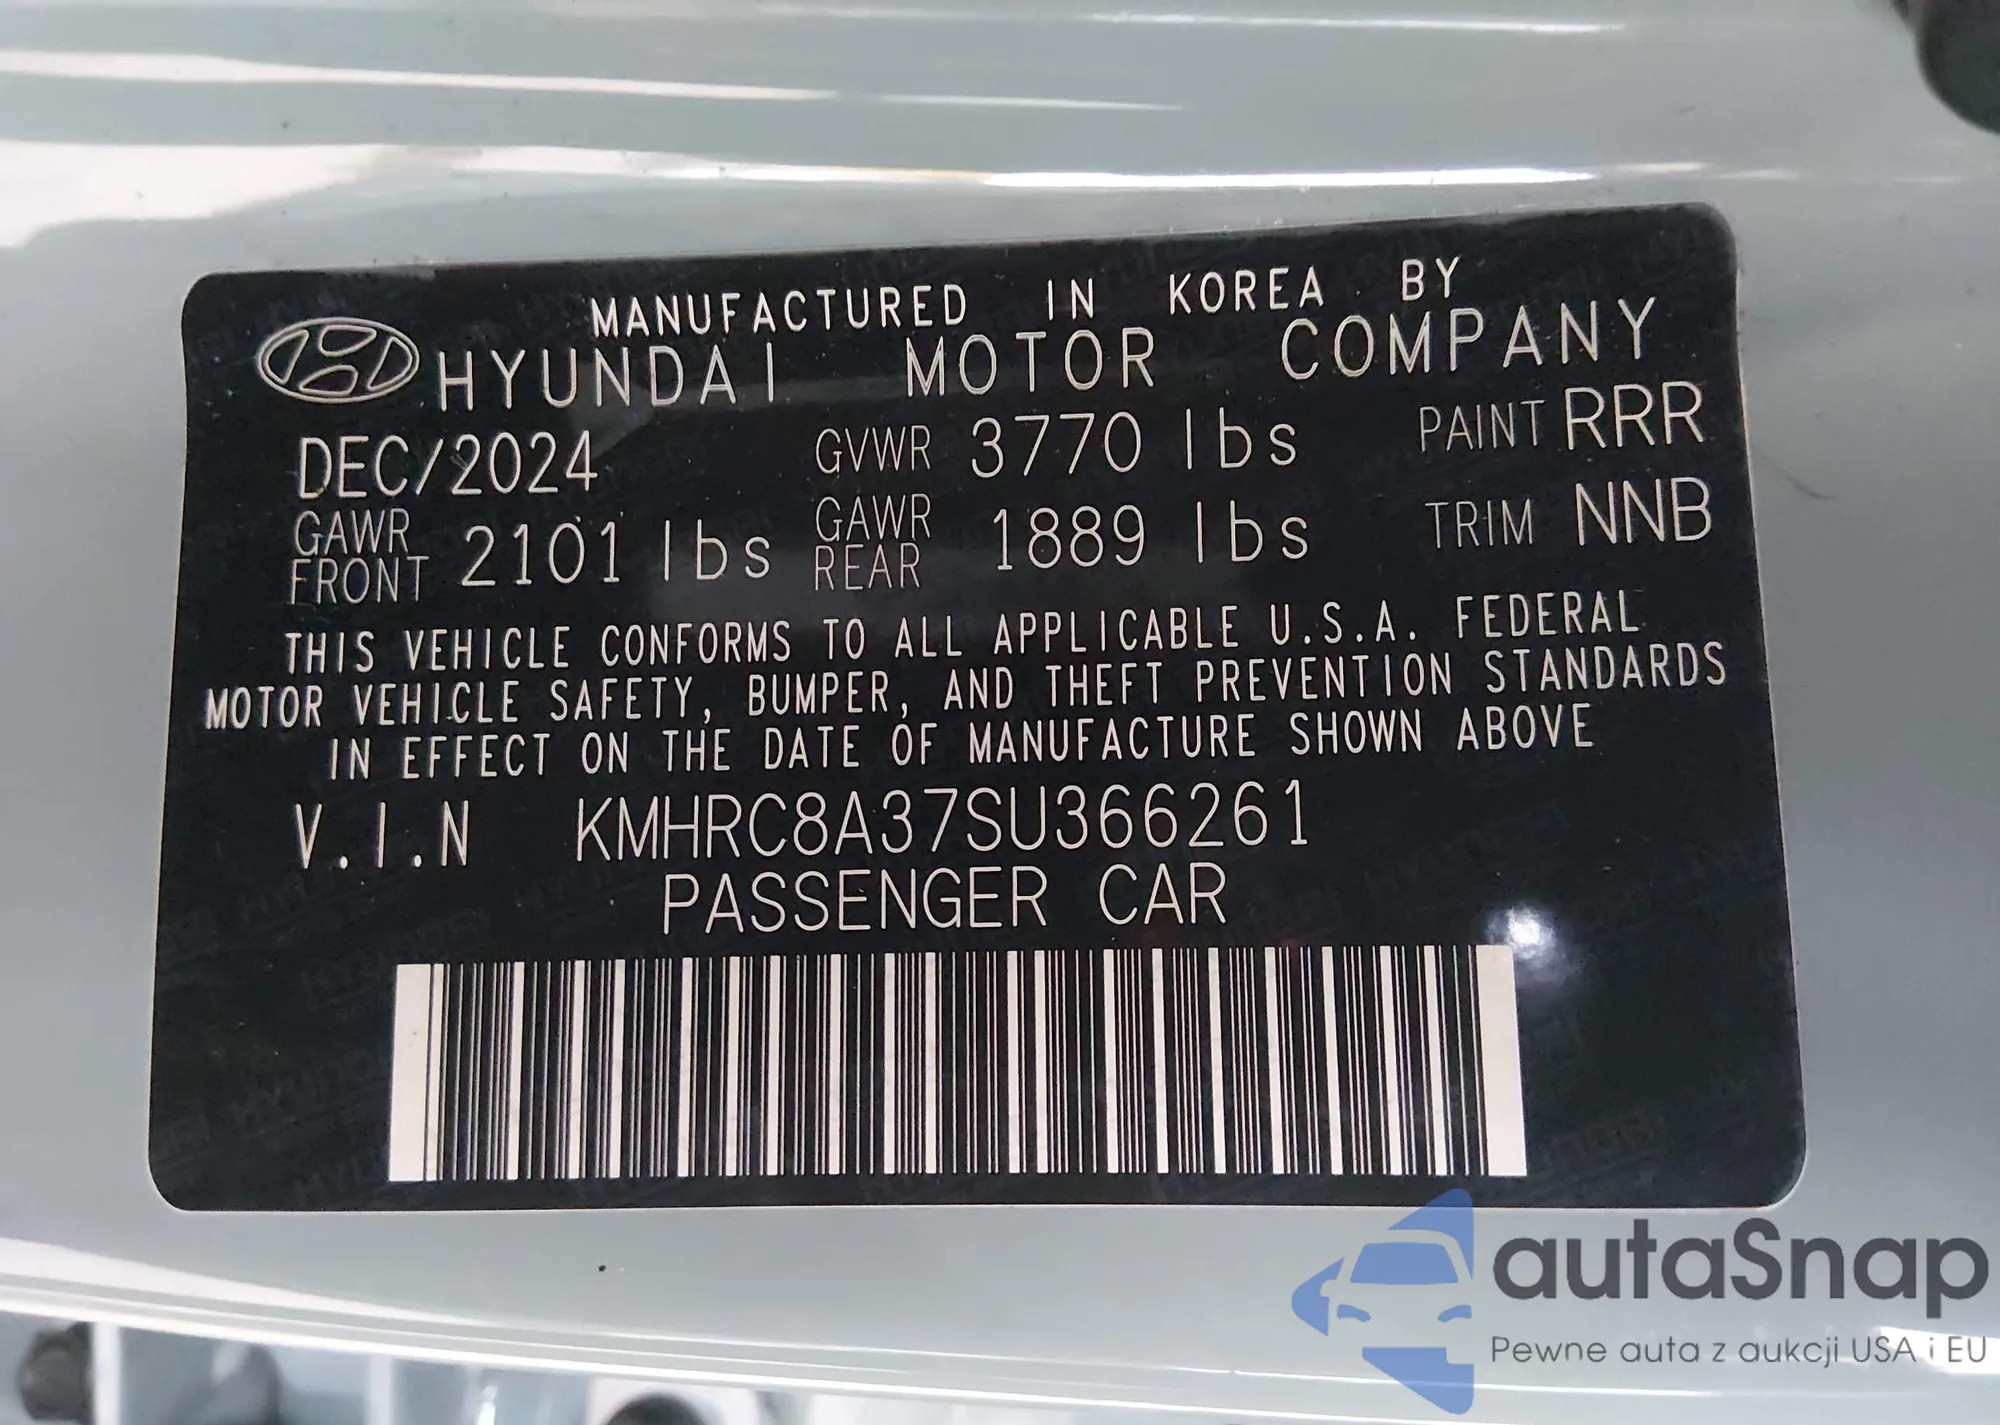 MANUFACTURED IN KOREA BY
HYUNDAI MOTOR COMPANY
DEC/2024 GVWR 3770 lbs PAINT RRR
GAWR FRONT 2101 lbs GAWR REAR 1889 lbs TRIM NNB
THIS VEHICLE CONFORMS TO ALL APPLICABLE U.S.A. FEDERAL
MOTOR VEHICLE SAFETY, BUMPER, AND THEFT PREVENTION STANDARDS
IN EFFECT ON THE DATE OF MANUFACTURE SHOWN ABOVE
V.I.N KMHRC8A37SU366261
PASSENGER CAR
autaSnap
Pewne auta z aukcji USA i EU